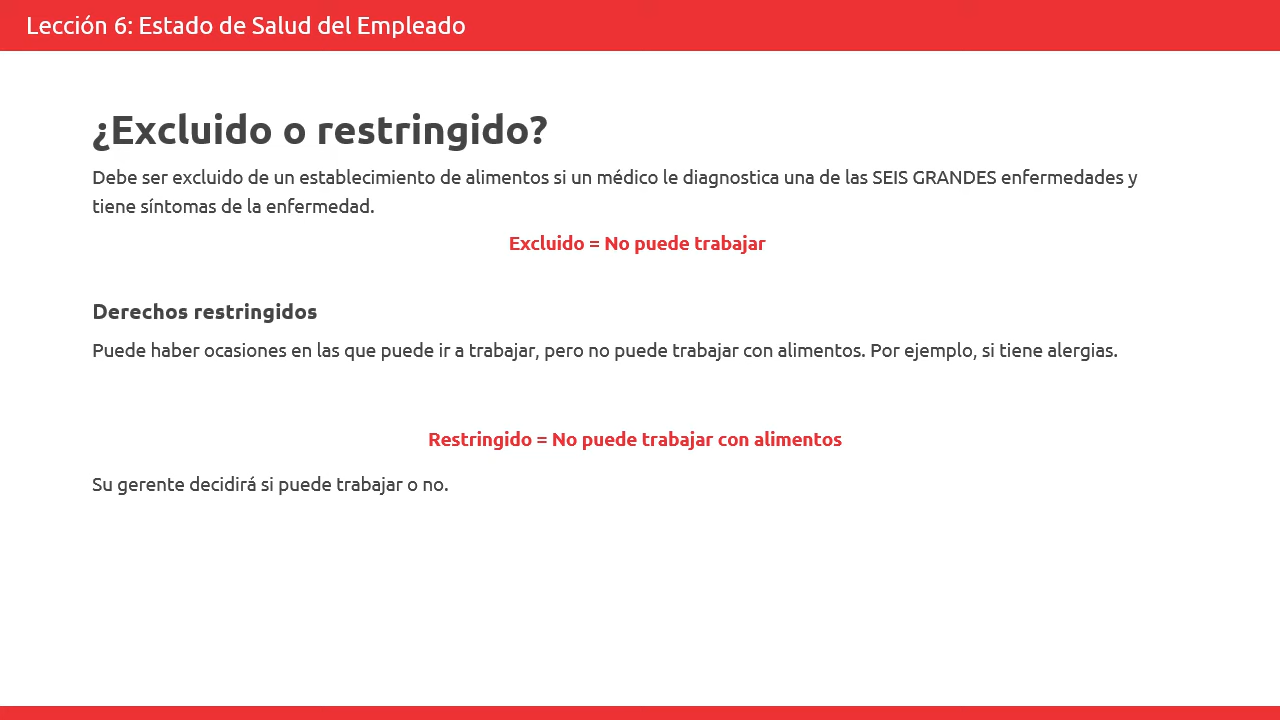 Lección 6: Estado de Salud del Empleado
¿Excluido o restringido?
Debe ser excluido de un establecimiento de alimentos si un médico le diagnostica una de las SEIS GRANDES enfermedades y
tiene síntomas de la enfermedad.
Excluido = No puede trabajar
Derechos restringidos
Puede haber ocasiones en las que puede ir a trabajar, pero no puede trabajar con alimentos. Por ejemplo, si tiene alergias.
Restringido = No puede trabajar con alimentos
Su gerente decidirá si puede trabajar o no.